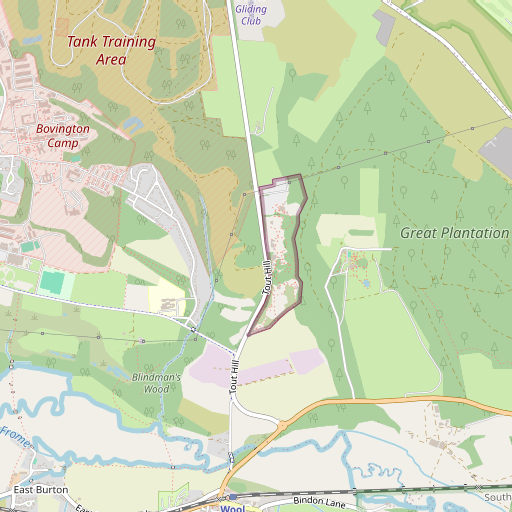 Gliding
Club
Tank Training
Area
Bovington
Camp
Great Plantation
Tout Hill
Blindman's
Wood
Tout Hill
Frome
East Burton
Bindon Lane
South
Wool